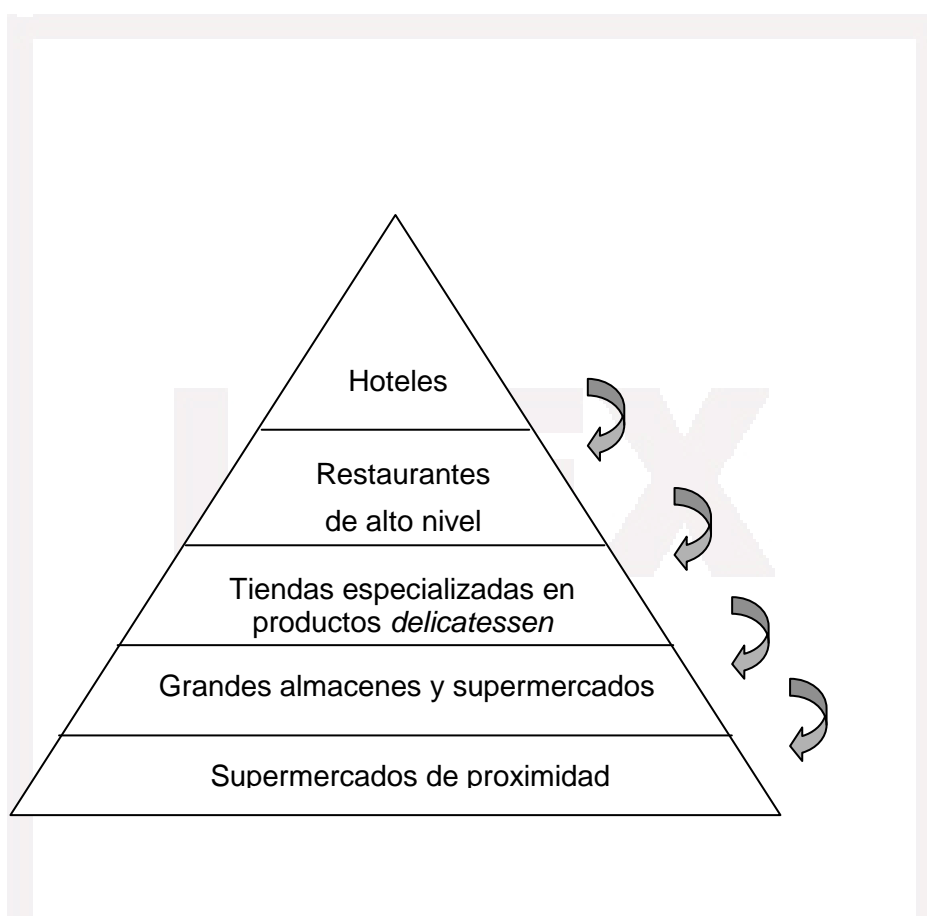 Hoteles
Restaurantes
de alto nivel
Tiendas especializadas en
productos delicatessen
Grandes almacenes y supermercados
Supermercados de proximidad